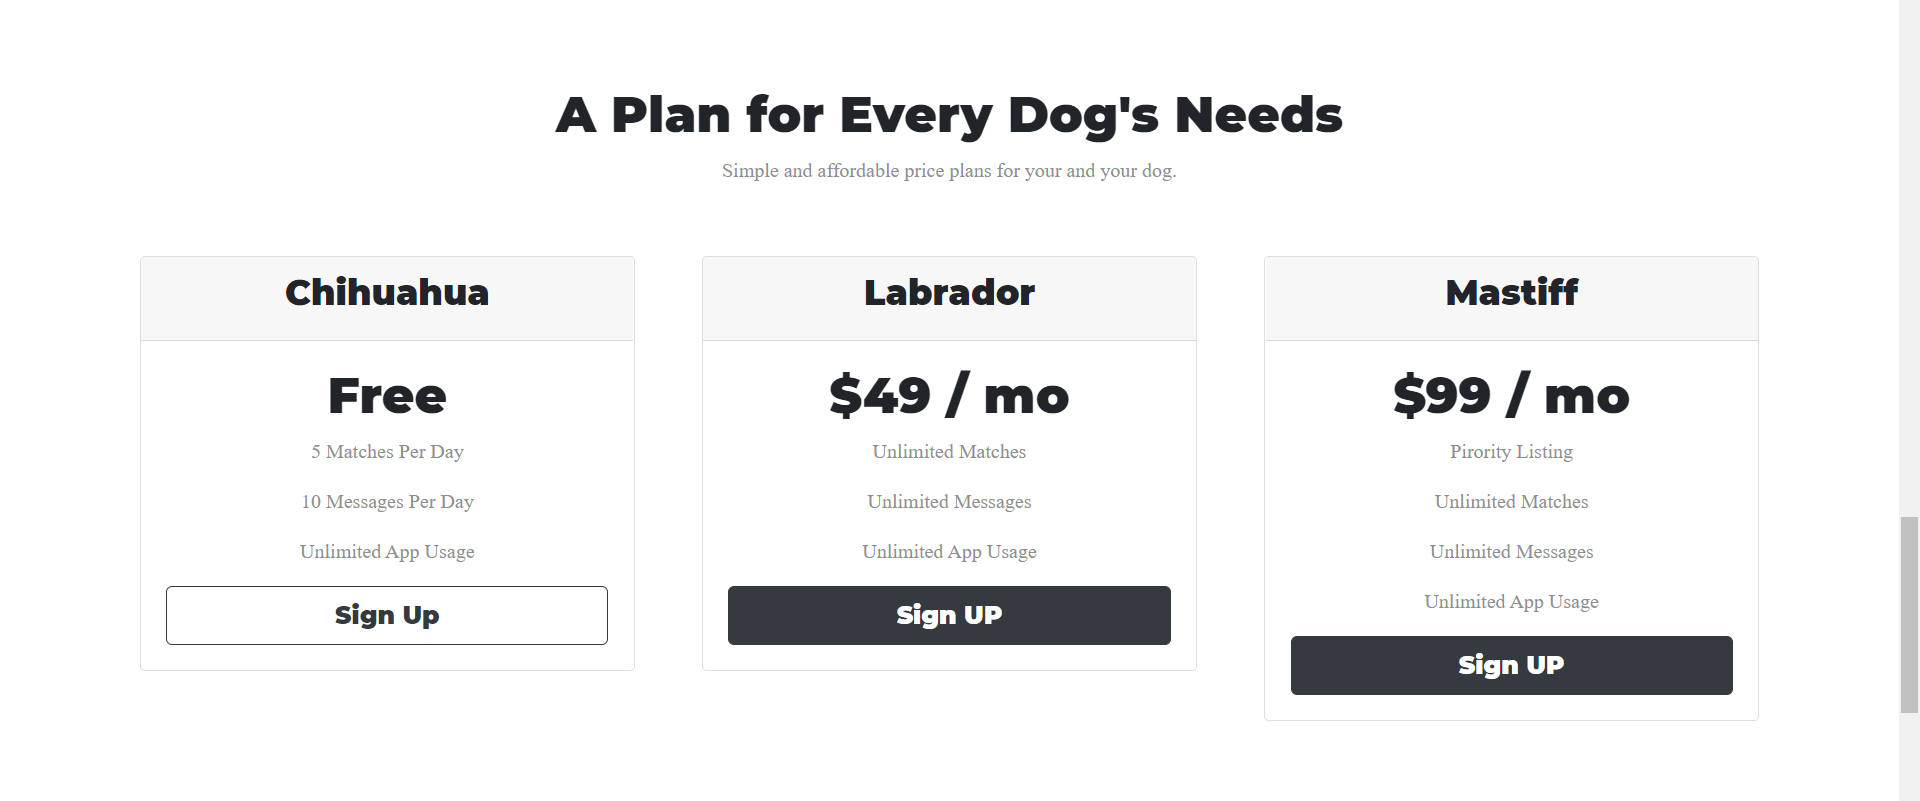 A Plan for Every Dog's Needs
Simple and affordable price plans for your and your dog.
Chihuahua
Free
5 Matches Per Day
10 Messages Per Day
Unlimited App Usage
Sign Up
Labrador
$49 / mo
Unlimited Matches
Unlimited Messages
Unlimited App Usage
Sign UP
Mastiff
$99 / mo
Pirority Listing
Unlimited Matches
Unlimited Messages
Unlimited App Usage
Sign UP